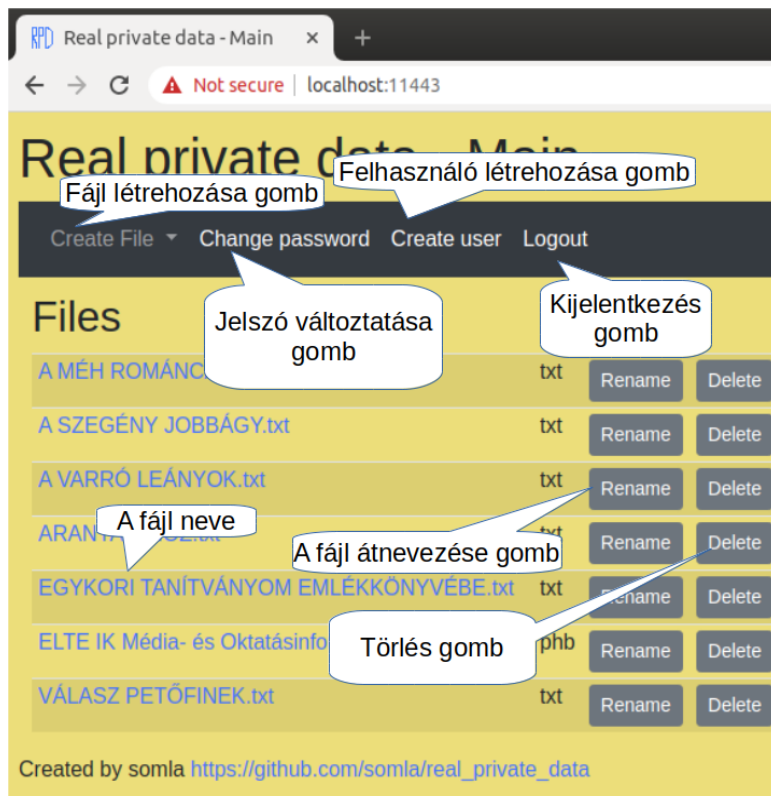 RPD Real private data - Main × +
Not secure | localhost:11443
Real private data - Main
Fájl létrehozása gomb
Felhasználó létrehozása gomb
Create File Change password Create user Logout
Jelszó változtatása
gomb
Kijelentkezés
gomb
Files
A MÉH ROMÁNC txt Rename Delete
A SZEGÉNY JOBBÁGY.txt txt Rename Delete
A VARRÓ LEÁNYOK.txt txt Rename Delete
A fájl neve
txt Rename Delete
A fájl átnevezése gomb
EGYKORI TANÍTVÁNYOM EMLÉKKÖNYVÉBE.txt txt Rename Delete
Törlés gomb
ELTE IK Média- és Oktatásinfo phb Rename Delete
VÁLASZ PETŐFINEK.txt txt Rename Delete
Created by somla https://github.com/somla/real_private_data